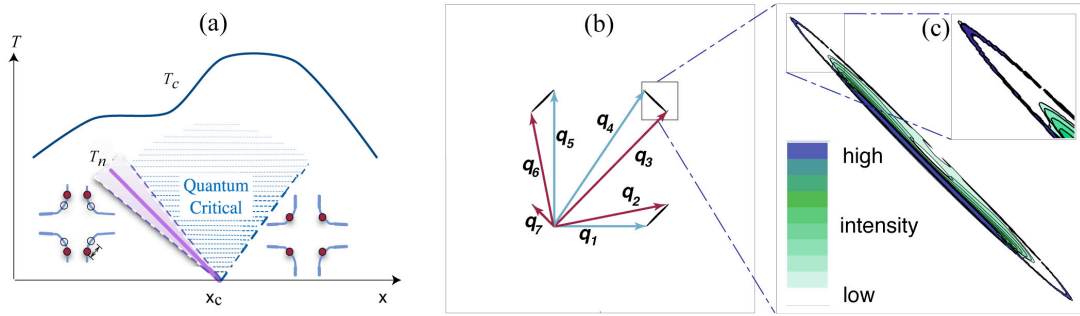 (a)
T
T_c
T_n
Quantum
Critical
x_c
x
(b)
q_5
q_4
q_3
q_6
q_2
q_7
q_1
(c)
high
intensity
low